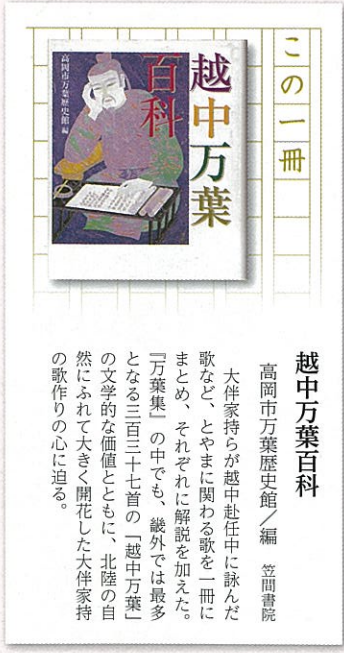 この一冊
越中万葉
百科
高岡市万葉歴史館 編
越中万葉百科
高岡市万葉歴史館／編 笠間書院
大伴家持らが越中赴任中に詠んだ
歌など、とやまに関わる歌を一冊に
まとめ、それぞれに解説を加えた。
『万葉集』の中でも、畿外では最多
となる三百三十七首の「越中万葉」
の文学的な価値とともに、北陸の自
然にふれて大きく開花した大伴家持
の歌作りの心に迫る。